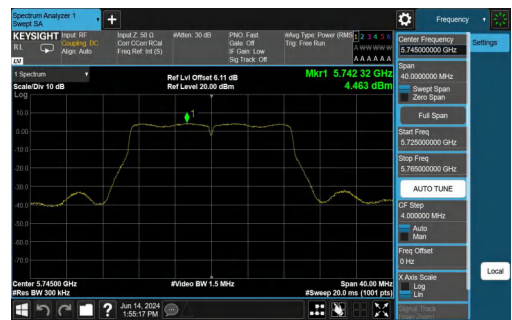 Spectrum Analyzer 1
Swept SA
Frequency
KEYSIGHT
RL
Input: RF
Coupling: DC
Align: Auto
Input Z: 50 Ω
Corr CCorr RCal
Freq Ref: Int (S)
#Atten: 30 dB
PNO: Fast
Gate: Off
IF Gain: Low
Sig Track: Off
#Avg Type: Power (RMS
Trig: Free Run
1 2 3 4 5 6
A W W W W W
A A A A A A
LV
1 Spectrum
Scale/Div 10 dB
Log
Ref Lvl Offset 6.11 dB
Ref Level 20.00 dBm
Mkr1 5.742 32 GHz
4.463 dBm
1
10.0
0.00
-10.0
-20.0
-30.0
-40.0
-50.0
-60.0
-70.0
Center 5.74500 GHz
#Res BW 300 kHz
#Video BW 1.5 MHz
Span 40.00 MHz
#Sweep 20.0 ms (1001 pts)
Jun 14, 2024
1:55:17 PM
Center Frequency
5.745000000 GHz
Span
40.0000000 MHz
Swept Span
Zero Span
Full Span
Start Freq
5.725000000 GHz
Stop Freq
5.765000000 GHz
AUTO TUNE
CF Step
4.000000 MHz
Auto
Man
Freq Offset
0 Hz
X Axis Scale
Log
Lin
Signal Track
Settings
Local